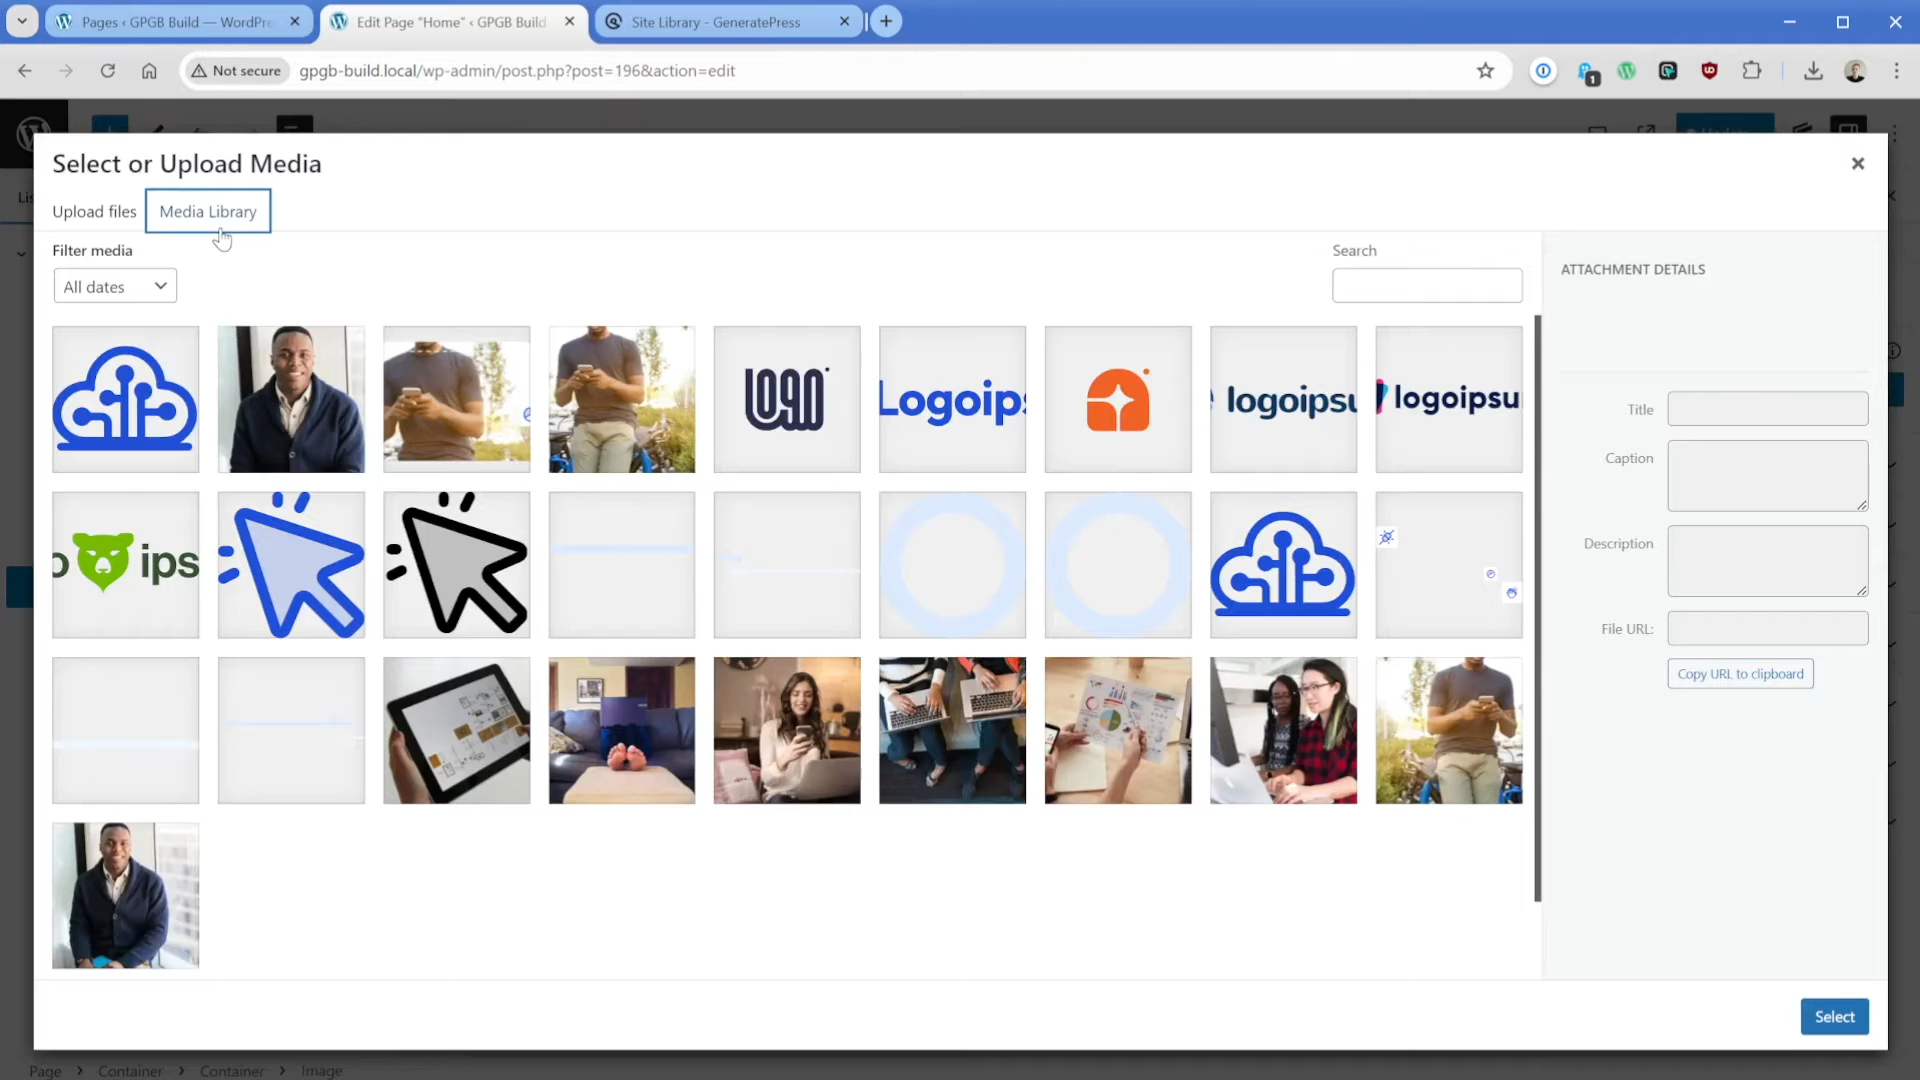 Pages ‹ GPGB Build — WordPre
Edit Page "Home" ‹ GPGB Build
Site Library - GeneratePress
Not secure
gpgb-build.local/wp-admin/post.php?post=196&action=edit
1
Select or Upload Media
Upload files
Media Library
Filter media
Search
All dates
ATTACHMENT DETAILS
Logoips
logoipsu
logoipsu
Title
Caption
o ips
Description
File URL:
Copy URL to clipboard
Select
Page > Container > Container > Image